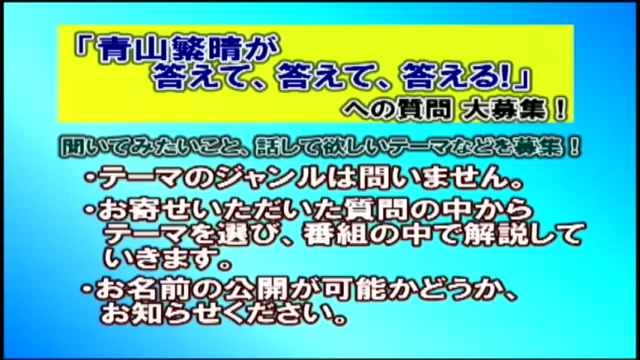 「青山繁晴が
答えて、答えて、答える!」
への質問 大募集！
聞いてみたいこと、話して欲しいテーマなどを募集！
・テーマのジャンルは問いません。
・お寄せいただいた質問の中から
テーマを選び、番組の中で解説して
いきます。
・お名前の公開が可能かどうか、
お知らせください。